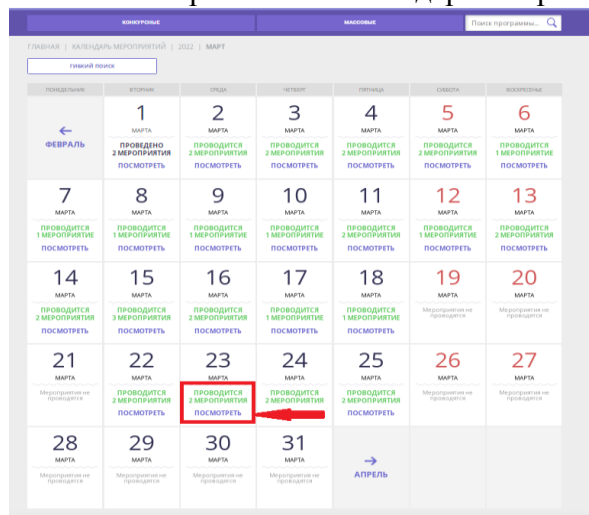 КОНКУРСНЫЕ
МАССОВЫЕ
Поиск программы...
ГЛАВНАЯ | КАЛЕНДАРЬ МЕРОПРИЯТИЙ | 2022 | МАРТ
ГИБКИЙ ПОИСК
ПОНЕДЕЛЬНИК ВТОРНИК СРЕДА ЧЕТВЕРГ ПЯТНИЦА СУББОТА ВОСКРЕСЕНЬЕ
←
ФЕВРАЛЬ
1
МАРТА
ПРОВЕДЕНО
2 МЕРОПРИЯТИЯ
ПОСМОТРЕТЬ
2
МАРТА
ПРОВОДИТСЯ
2 МЕРОПРИЯТИЯ
ПОСМОТРЕТЬ
3
МАРТА
ПРОВОДИТСЯ
2 МЕРОПРИЯТИЯ
ПОСМОТРЕТЬ
4
МАРТА
ПРОВОДИТСЯ
2 МЕРОПРИЯТИЯ
ПОСМОТРЕТЬ
5
МАРТА
ПРОВОДИТСЯ
2 МЕРОПРИЯТИЯ
ПОСМОТРЕТЬ
6
МАРТА
ПРОВОДИТСЯ
1 МЕРОПРИЯТИЕ
ПОСМОТРЕТЬ
7
МАРТА
ПРОВОДИТСЯ
1 МЕРОПРИЯТИЕ
ПОСМОТРЕТЬ
8
МАРТА
ПРОВОДИТСЯ
1 МЕРОПРИЯТИЕ
ПОСМОТРЕТЬ
9
МАРТА
ПРОВОДИТСЯ
1 МЕРОПРИЯТИЕ
ПОСМОТРЕТЬ
10
МАРТА
ПРОВОДИТСЯ
1 МЕРОПРИЯТИЕ
ПОСМОТРЕТЬ
11
МАРТА
ПРОВОДИТСЯ
2 МЕРОПРИЯТИЯ
ПОСМОТРЕТЬ
12
МАРТА
ПРОВОДИТСЯ
1 МЕРОПРИЯТИЕ
ПОСМОТРЕТЬ
13
МАРТА
ПРОВОДИТСЯ
2 МЕРОПРИЯТИЯ
ПОСМОТРЕТЬ
14
МАРТА
ПРОВОДИТСЯ
2 МЕРОПРИЯТИЯ
ПОСМОТРЕТЬ
15
МАРТА
ПРОВОДИТСЯ
3 МЕРОПРИЯТИЯ
ПОСМОТРЕТЬ
16
МАРТА
ПРОВОДИТСЯ
2 МЕРОПРИЯТИЯ
ПОСМОТРЕТЬ
17
МАРТА
ПРОВОДИТСЯ
1 МЕРОПРИЯТИЕ
ПОСМОТРЕТЬ
18
МАРТА
ПРОВОДИТСЯ
1 МЕРОПРИЯТИЕ
ПОСМОТРЕТЬ
19
МАРТА
Мероприятия не
проводятся
20
МАРТА
Мероприятия не
проводятся
21
МАРТА
Мероприятия не
проводятся
22
МАРТА
ПРОВОДИТСЯ
2 МЕРОПРИЯТИЯ
ПОСМОТРЕТЬ
23
МАРТА
ПРОВОДИТСЯ
2 МЕРОПРИЯТИЯ
ПОСМОТРЕТЬ
24
МАРТА
ПРОВОДИТСЯ
2 МЕРОПРИЯТИЯ
ПОСМОТРЕТЬ
25
МАРТА
ПРОВОДИТСЯ
2 МЕРОПРИЯТИЯ
ПОСМОТРЕТЬ
26
МАРТА
Мероприятия не
проводятся
27
МАРТА
Мероприятия не
проводятся
28
МАРТА
Мероприятия не
проводятся
29
МАРТА
Мероприятия не
проводятся
30
МАРТА
Мероприятия не
проводятся
31
МАРТА
Мероприятия не
проводятся
→
АПРЕЛЬ